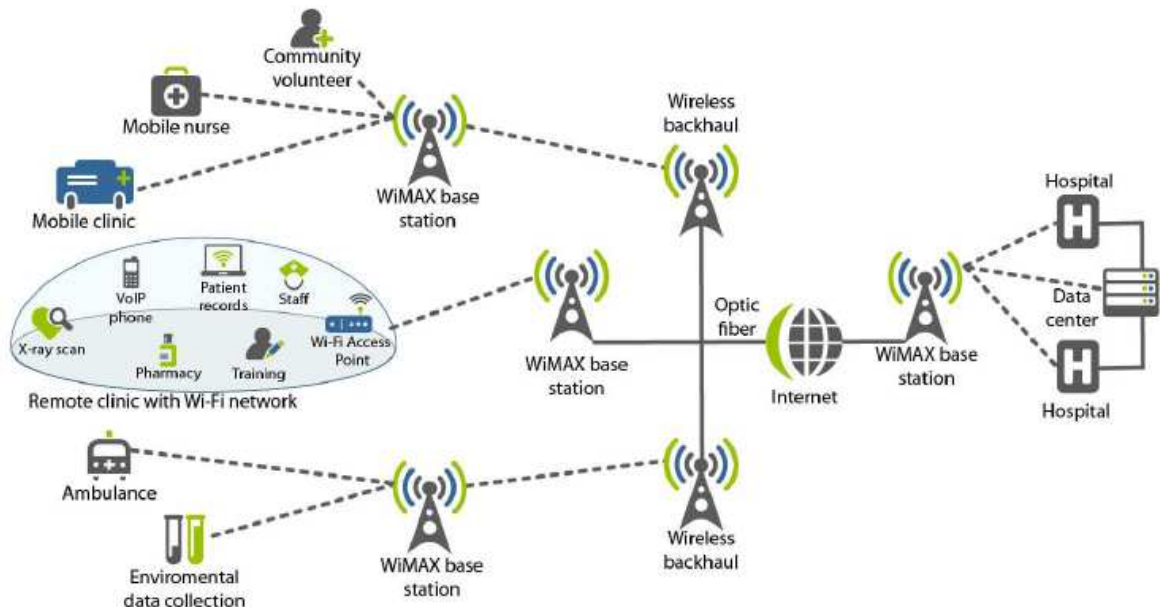 Community
volunteer
Mobile nurse
Mobile clinic
WiMAX base
station
Wireless
backhaul
Hospital
VoIP
phone
Patient
records
Staff
X-ray scan
Pharmacy
Training
Wi-Fi Access
Point
Remote clinic with Wi-Fi network
WiMAX base
station
Optic
fiber
Internet
WiMAX base
station
Data
center
Hospital
Ambulance
Enviromental
data collection
WiMAX base
station
Wireless
backhaul